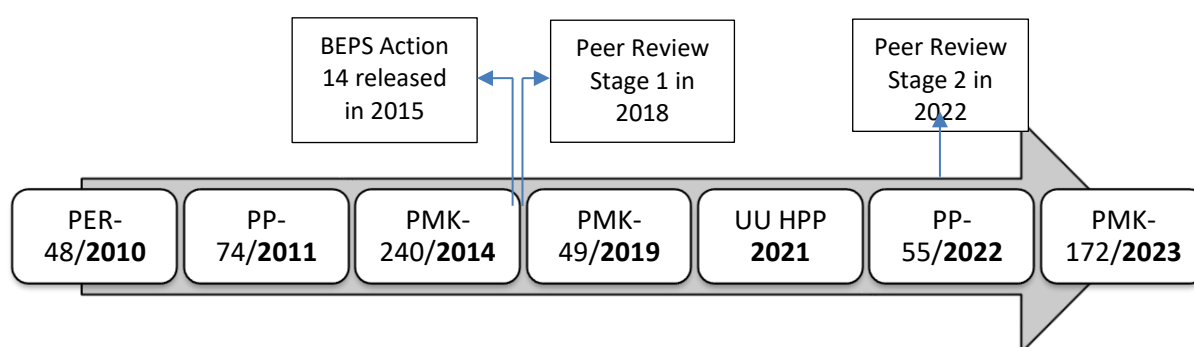 BEPS Action
14 released
in 2015
Peer Review
Stage 1 in
2018
Peer Review
Stage 2 in
2022
PER-
48/2010
PP-
74/2011
PMK-
240/2014
PMK-
49/2019
UU HPP
2021
PP-
55/2022
PMK-
172/2023